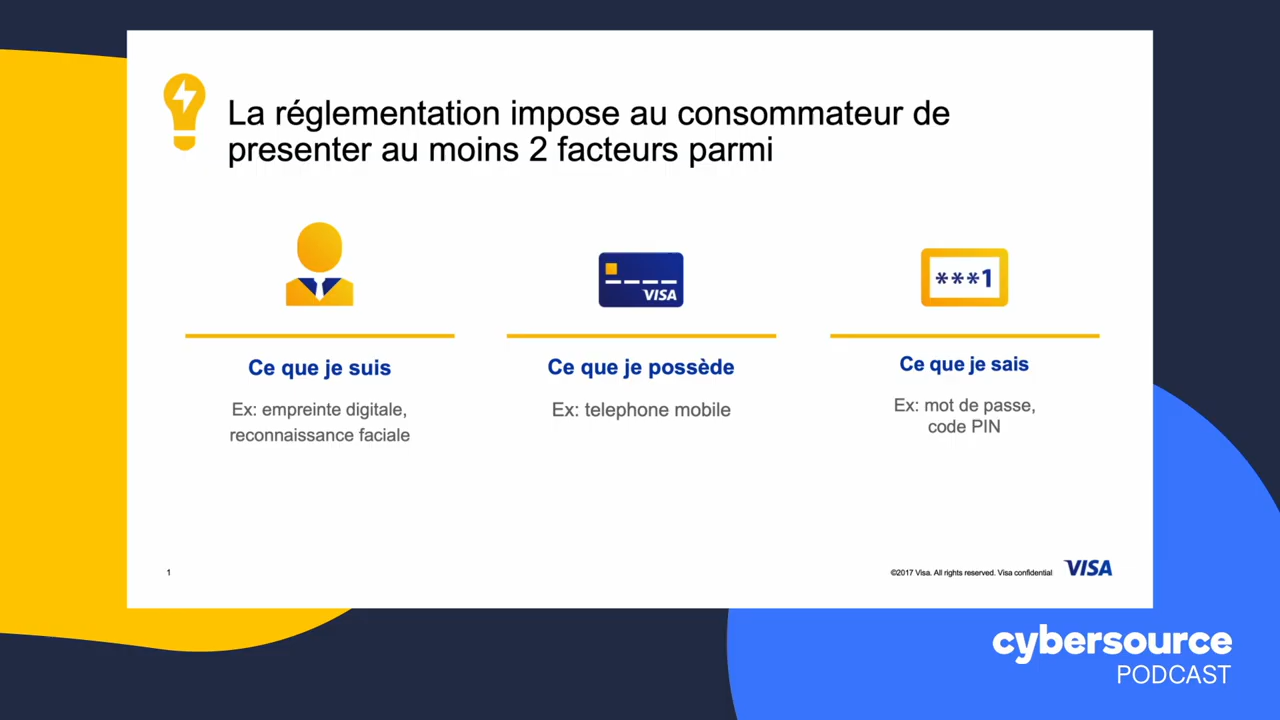 La réglementation impose au consommateur de
presenter au moins 2 facteurs parmi
VISA
***1
Ce que je suis
Ex: empreinte digitale,
reconnaissance faciale
Ce que je possède
Ex: telephone mobile
Ce que je sais
Ex: mot de passe,
code PIN
1
©2017 Visa. All rights reserved. Visa confidential
VISA
cybersource
PODCAST